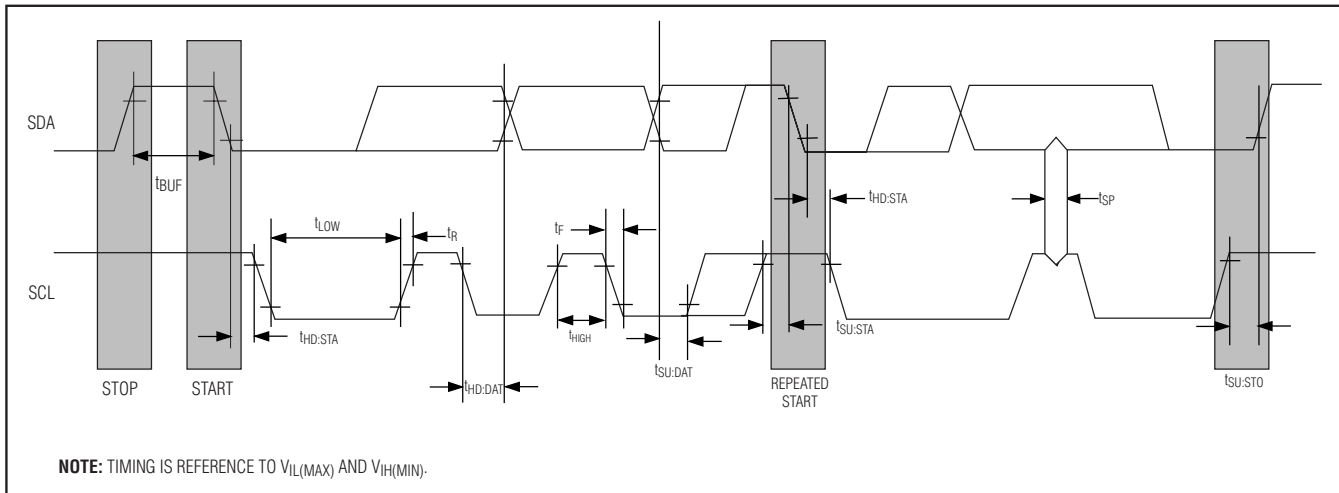 SDA
tBUF
tLOW
tR
tF
tHD:STA
tSP
SCL
tHD:STA
tHIGH
tSU:STA
tSU:DAT
tHD:DAT
tSU:STO
STOP
START
REPEATED
START
NOTE: TIMING IS REFERENCE TO VIL(MAX) AND VIH(MIN).